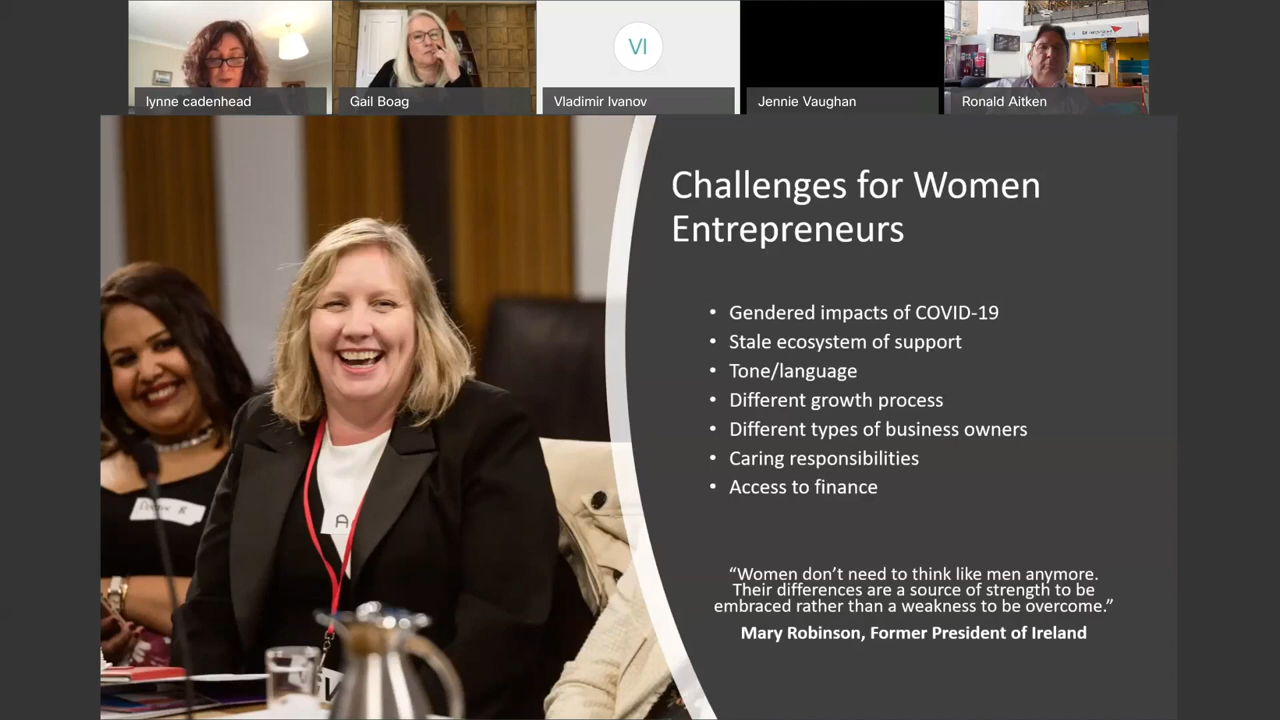 VI
lynne cadenhead
Gail Boag
Vladimir Ivanov
Jennie Vaughan
Ronald Aitken
Challenges for Women
Entrepreneurs
• Gendered impacts of COVID-19
• Stale ecosystem of support
• Tone/language
• Different growth process
• Different types of business owners
• Caring responsibilities
• Access to finance
“Women don’t need to think like men anymore.
Their differences are a source of strength to be
embraced rather than a weakness to be overcome.”
Mary Robinson, Former President of Ireland